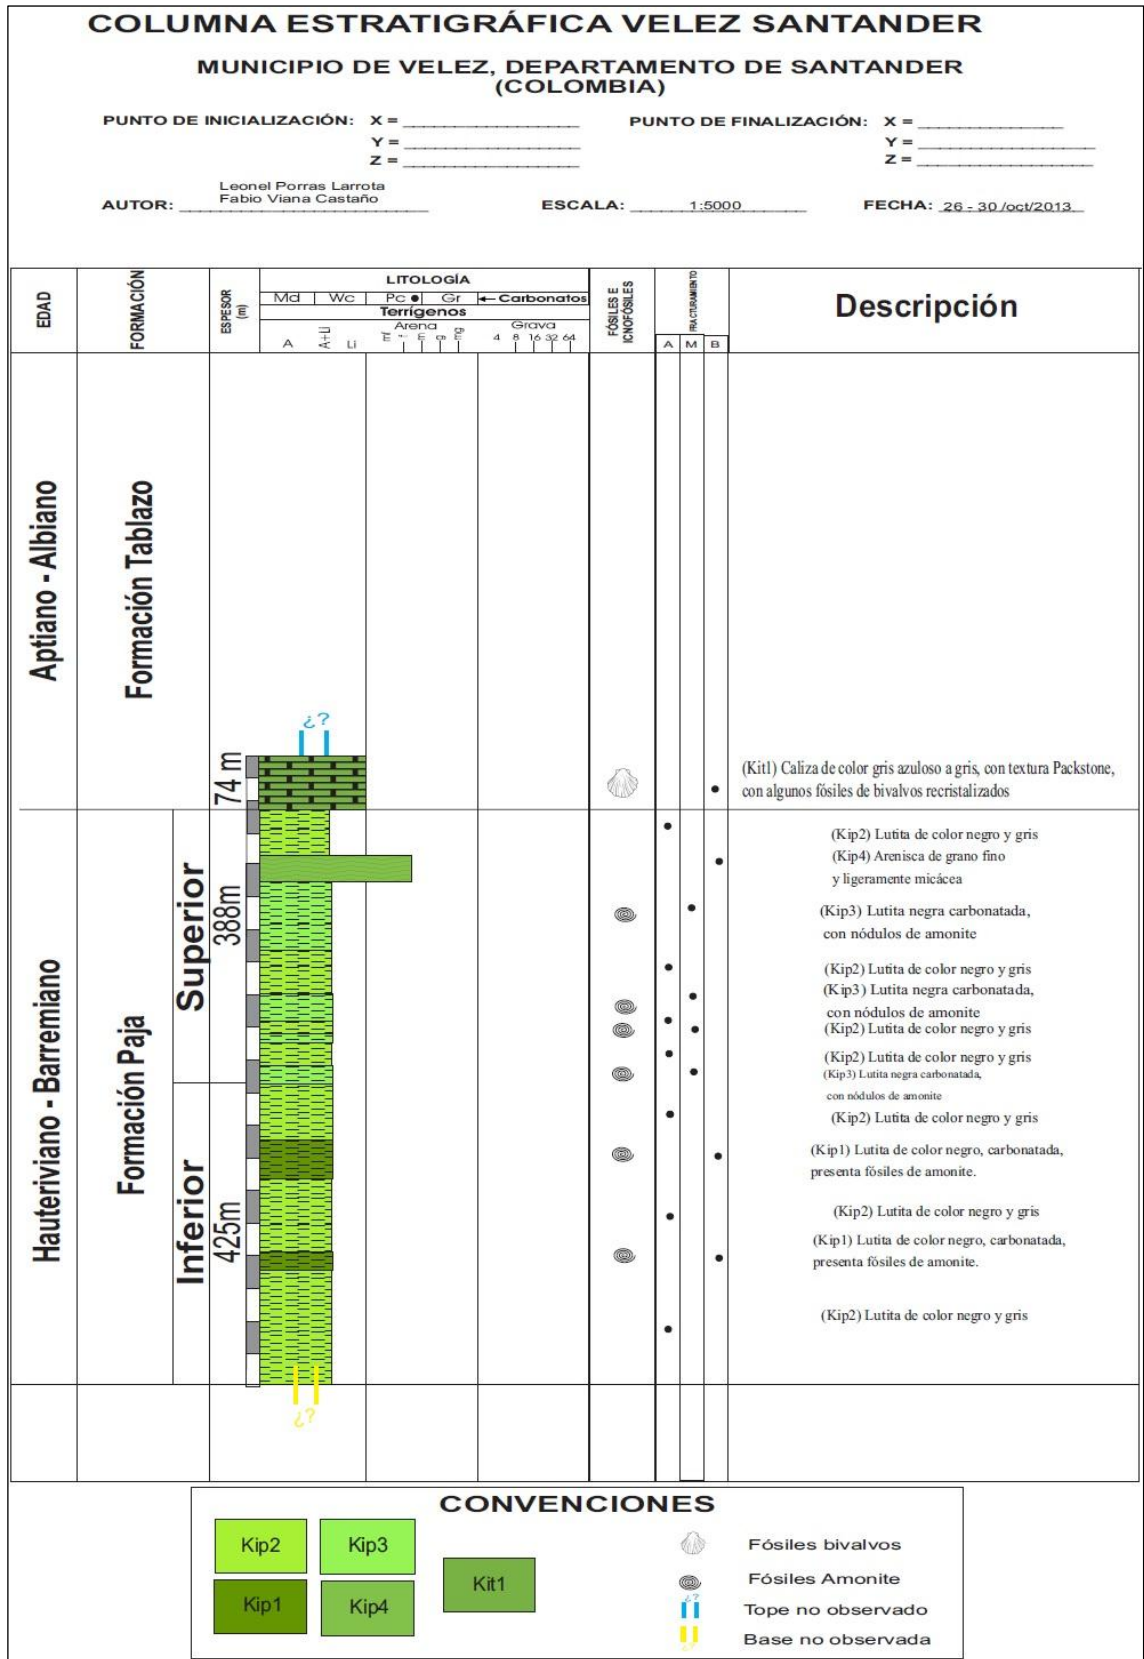 COLUMNA ESTRATIGRÁFICA VELEZ SANTANDER
MUNICIPIO DE VELEZ, DEPARTAMENTO DE SANTANDER
(COLOMBIA)
PUNTO DE INICIALIZACIÓN: X =
Y =
Z =
PUNTO DE FINALIZACIÓN: X =
Y =
Z =
AUTOR: Leonel Porras Larrota
Fabio Viana Castaño
ESCALA: 1:5000
FECHA: 26 - 30 /oct/2013
EDAD
FORMACIÓN
ESPESOR
(m)
LITOLOGÍA
Md Wc Pc Gr Carbonatos
Terrígenos
Arena Grava
A A+Li Li mf f m g mg 4 8 16 32 64
FÓSILES E
ICNOFÓSILES
FRACTURAMIENTO
A M B
Descripción
Aptiano - Albiano
Formación Tablazo
¿?
74 m
(Kit1) Caliza de color gris azuloso a gris, con textura Packstone,
con algunos fósiles de bivalvos recristalizados
Hauteriviano - Barremiano
Formación Paja
Superior
388m
(Kip2) Lutita de color negro y gris
(Kip4) Arenisca de grano fino
y ligeramente micácea
(Kip3) Lutita negra carbonatada,
con nódulos de amonite
(Kip2) Lutita de color negro y gris
(Kip3) Lutita negra carbonatada,
con nódulos de amonite
(Kip2) Lutita de color negro y gris
(Kip2) Lutita de color negro y gris
(Kip3) Lutita negra carbonatada,
con nódulos de amonite
Inferior
425m
(Kip2) Lutita de color negro y gris
(Kip1) Lutita de color negro, carbonatada,
presenta fósiles de amonite.
(Kip2) Lutita de color negro y gris
(Kip1) Lutita de color negro, carbonatada,
presenta fósiles de amonite.
(Kip2) Lutita de color negro y gris
¿?
CONVENCIONES
Kip2
Kip3
Kip1
Kip4
Kit1
Fósiles bivalvos
Fósiles Amonite
¿?
Tope no observado
¿?
Base no observada